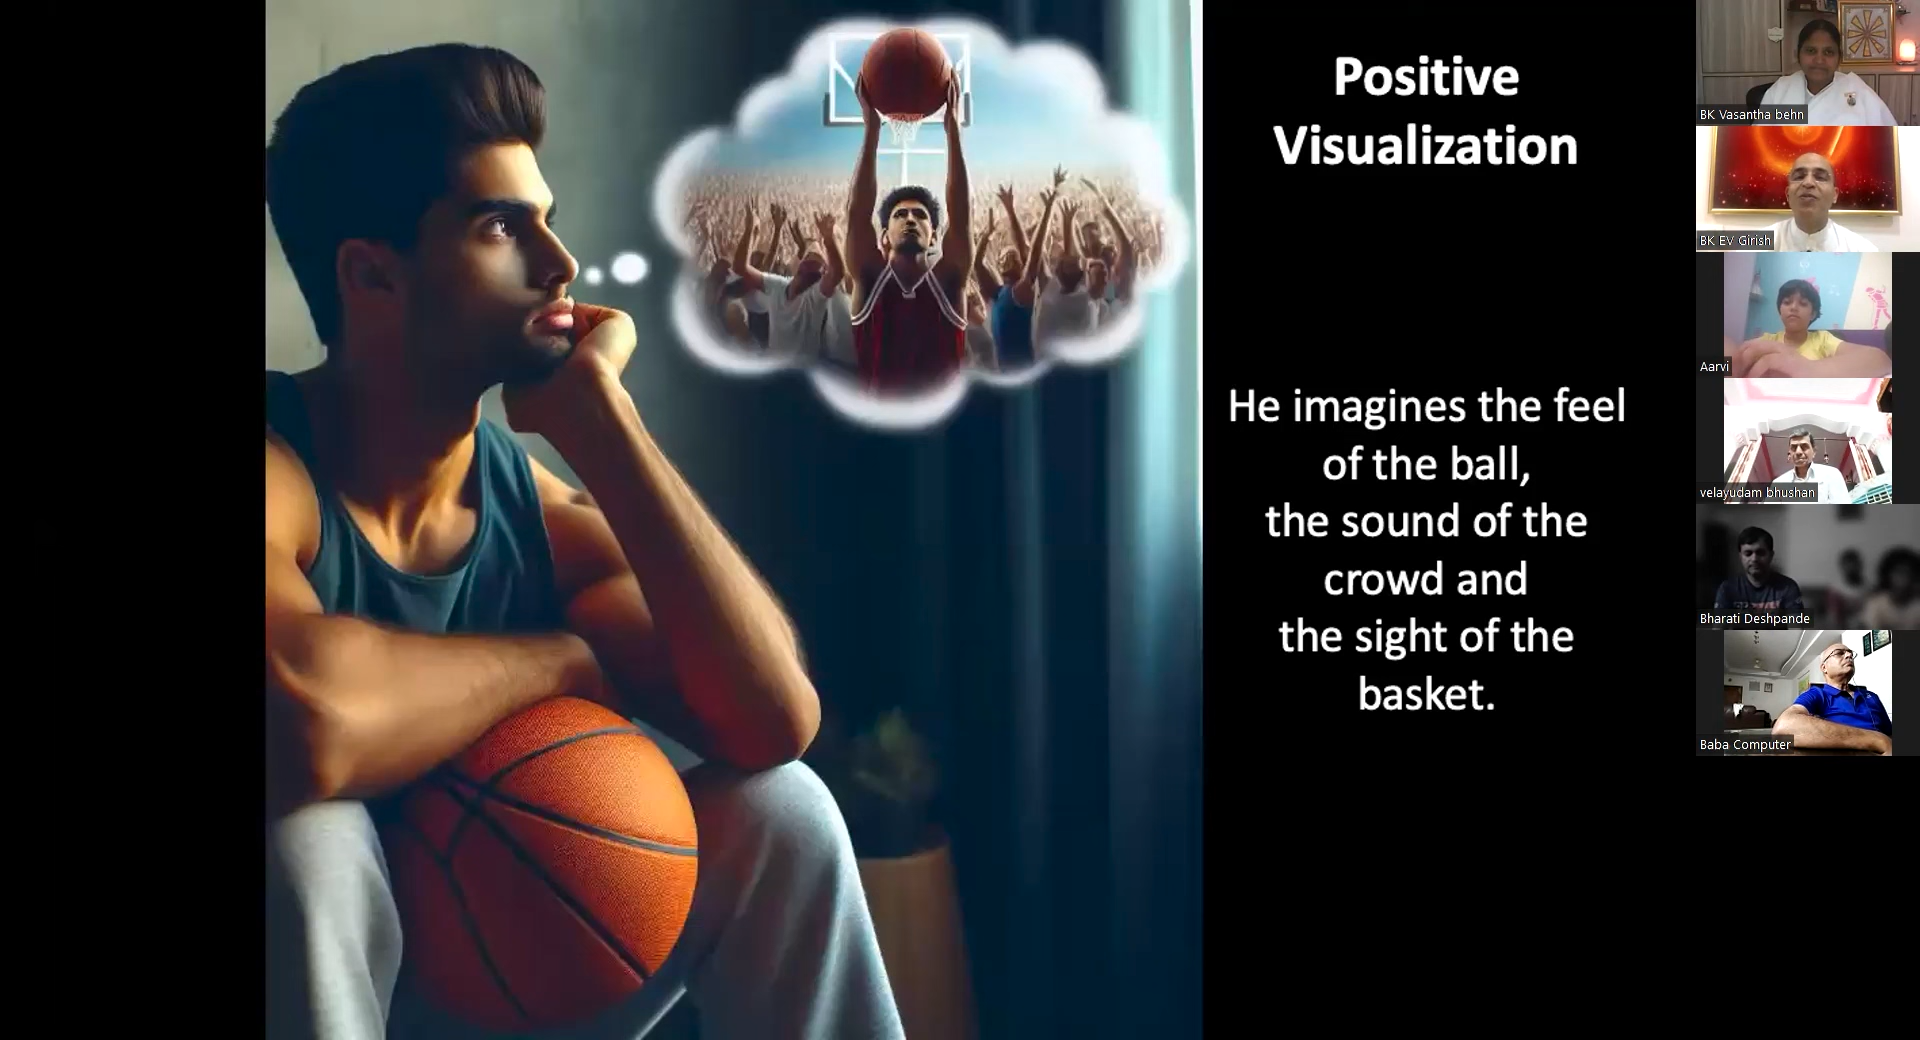 Positive
Visualization
He imagines the feel
of the ball,
the sound of the
crowd and
the sight of the
basket.
BK Vasantha behn
BK EV Girish
Aarvi
velayudam bhushan
Bharati Deshpande
Baba Computer